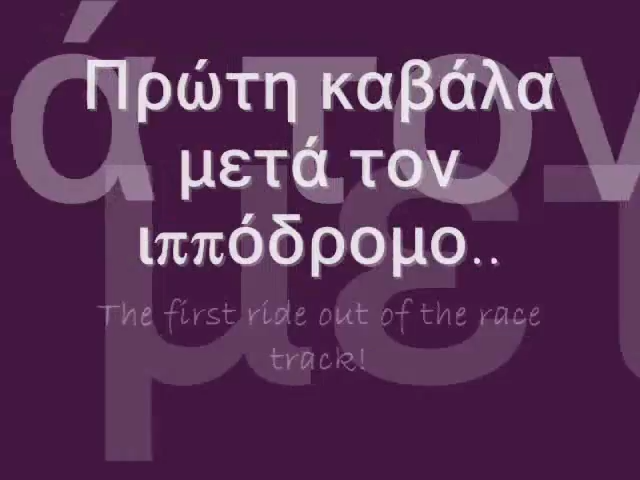 Πρώτη καβάλα
μετά τον
ιππόδρομο..
The first ride out of the race
track!